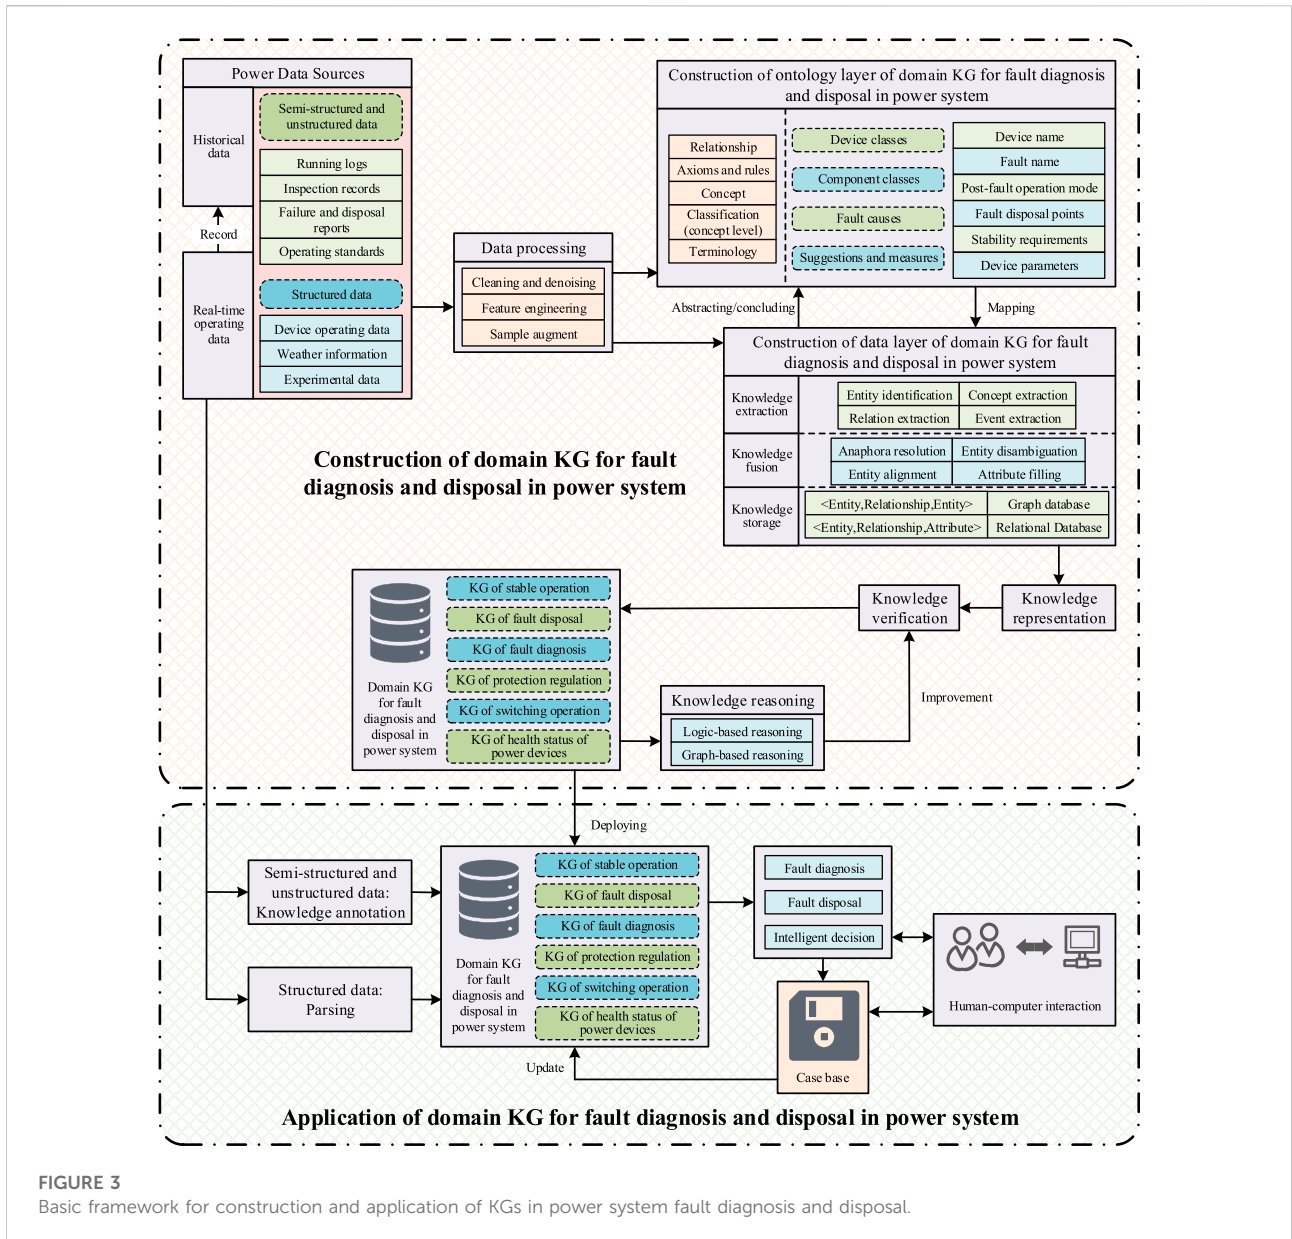 Power Data Sources
Historical
data
Record
Real-time
operating
data
Semi-structured and
unstructured data
Running logs
Inspection records
Failure and disposal
reports
Operating standards
Structured data
Device operating data
Weather information
Experimental data
Data processing
Cleaning and denoising
Feature engineering
Sample augment
Construction of ontology layer of domain KG for fault diagnosis
and disposal in power system
Relationship
Axioms and rules
Concept
Classification
(concept level)
Terminology
Device classes
Component classes
Fault causes
Suggestions and measures
Device name
Fault name
Post-fault operation mode
Fault disposal points
Stability requirements
Device parameters
Abstracting/concluding
Mapping
Construction of data layer of domain KG for fault
diagnosis and disposal in power system
Knowledge
extraction
Entity identification
Concept extraction
Relation extraction
Event extraction
Knowledge
fusion
Anaphora resolution
Entity disambiguation
Entity alignment
Attribute filling
Knowledge
storage
<Entity,Relationship,Entity>
Graph database
<Entity,Relationship,Attribute>
Relational Database
Construction of domain KG for fault
diagnosis and disposal in power system
Knowledge
representation
Knowledge
verification
Domain KG
for fault
diagnosis and
disposal in
power system
KG of stable operation
KG of fault disposal
KG of fault diagnosis
KG of protection regulation
KG of switching operation
KG of health status of
power devices
Knowledge reasoning
Logic-based reasoning
Graph-based reasoning
Improvement
Deploying
Semi-structured and
unstructured data:
Knowledge annotation
Structured data:
Parsing
Domain KG
for fault
diagnosis and
disposal in
power system
KG of stable operation
KG of fault disposal
KG of fault diagnosis
KG of protection regulation
KG of switching operation
KG of health status of
power devices
Fault diagnosis
Fault disposal
Intelligent decision
Human-computer interaction
Case base
Update
Application of domain KG for fault diagnosis and disposal in power system
FIGURE 3
Basic framework for construction and application of KGs in power system fault diagnosis and disposal.